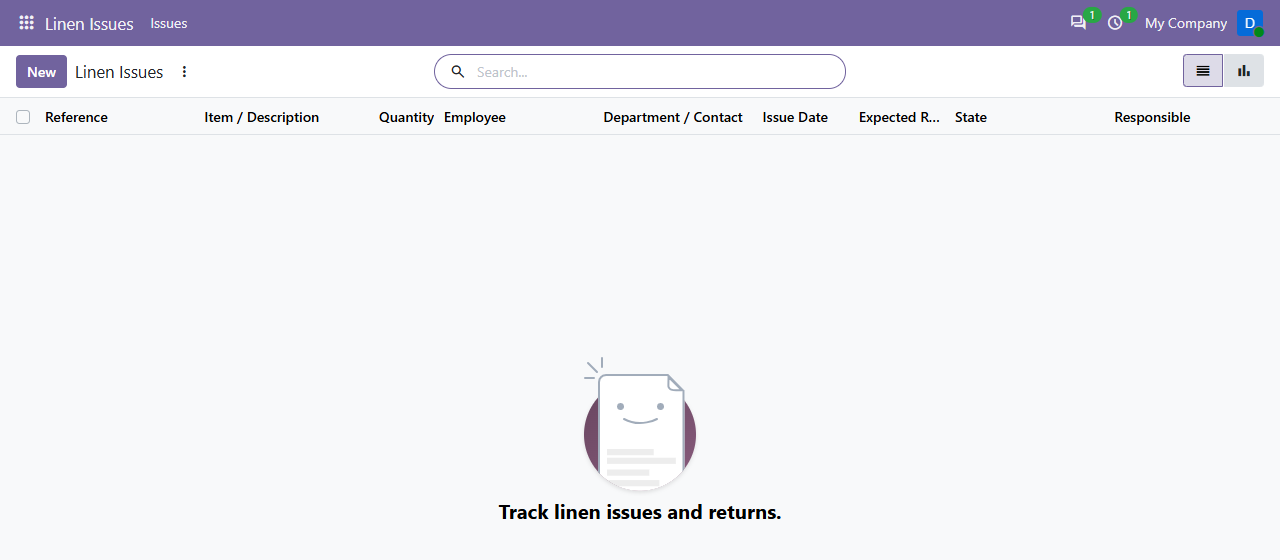 Linen Issues Issues 1 1 My Company D
New Linen Issues Search...
Reference Item / Description Quantity Employee Department / Contact Issue Date Expected R... State Responsible
Track linen issues and returns.